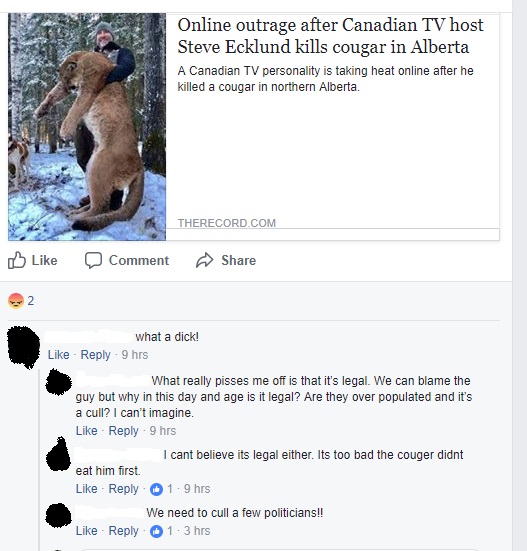 Online outrage after Canadian TV host
Steve Ecklund kills cougar in Alberta
A Canadian TV personality is taking heat online after he
killed a cougar in northern Alberta.
THERECORD.COM
Like Comment Share
2
what a dick!
Like · Reply · 9 hrs
What really pisses me off is that it's legal. We can blame the
guy but why in this day and age is it legal? Are they over populated and it's
a cull? I can't imagine.
Like · Reply · 9 hrs
I cant believe its legal either. Its too bad the couger didnt
eat him first.
Like · Reply · 1 · 9 hrs
We need to cull a few politicians!!
Like · Reply · 1 · 3 hrs